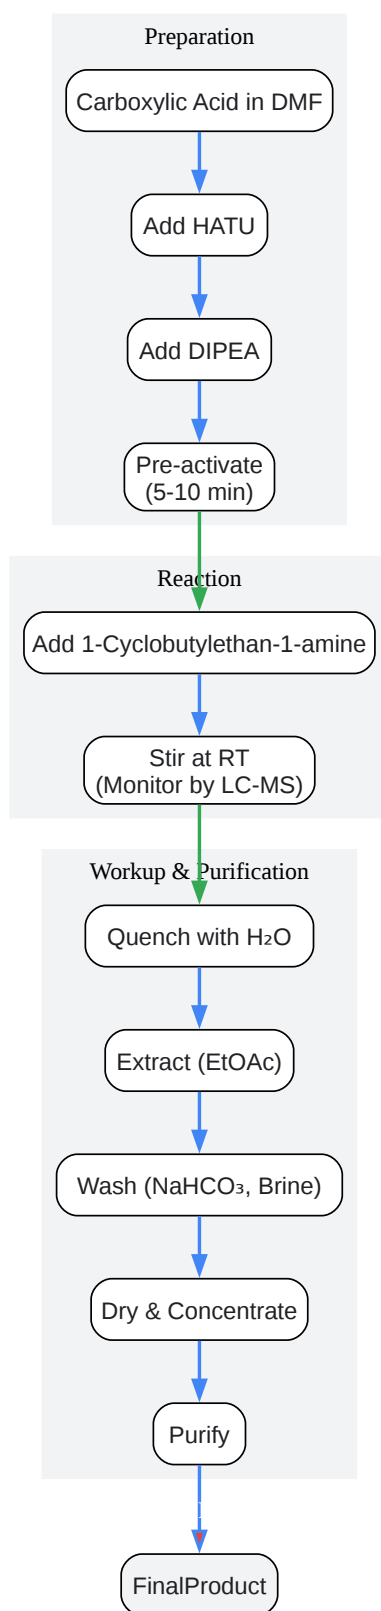 Preparation
Carboxylic Acid in DMF
Add HATU
Add DIPEA
Pre-activate
(5-10 min)
Reaction
Add 1-Cyclobutylethan-1-amine
Stir at RT
(Monitor by LC-MS)
Workup & Purification
Quench with H₂O
Extract (EtOAc)
Wash (NaHCO₃, Brine)
Dry & Concentrate
Purify
FinalProduct